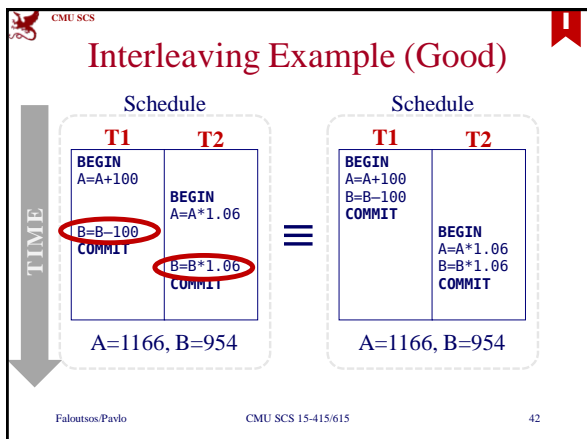 CMU SCS
Interleaving Example (Good)
TIME
Schedule
T1 T2
BEGIN
A=A+100
BEGIN
A=A*1.06
B=B–100
COMMIT
B=B*1.06
COMMIT
A=1166, B=954
≡
Schedule
T1 T2
BEGIN
A=A+100
B=B–100
COMMIT
BEGIN
A=A*1.06
B=B*1.06
COMMIT
A=1166, B=954
Faloutsos/Pavlo CMU SCS 15-415/615 42